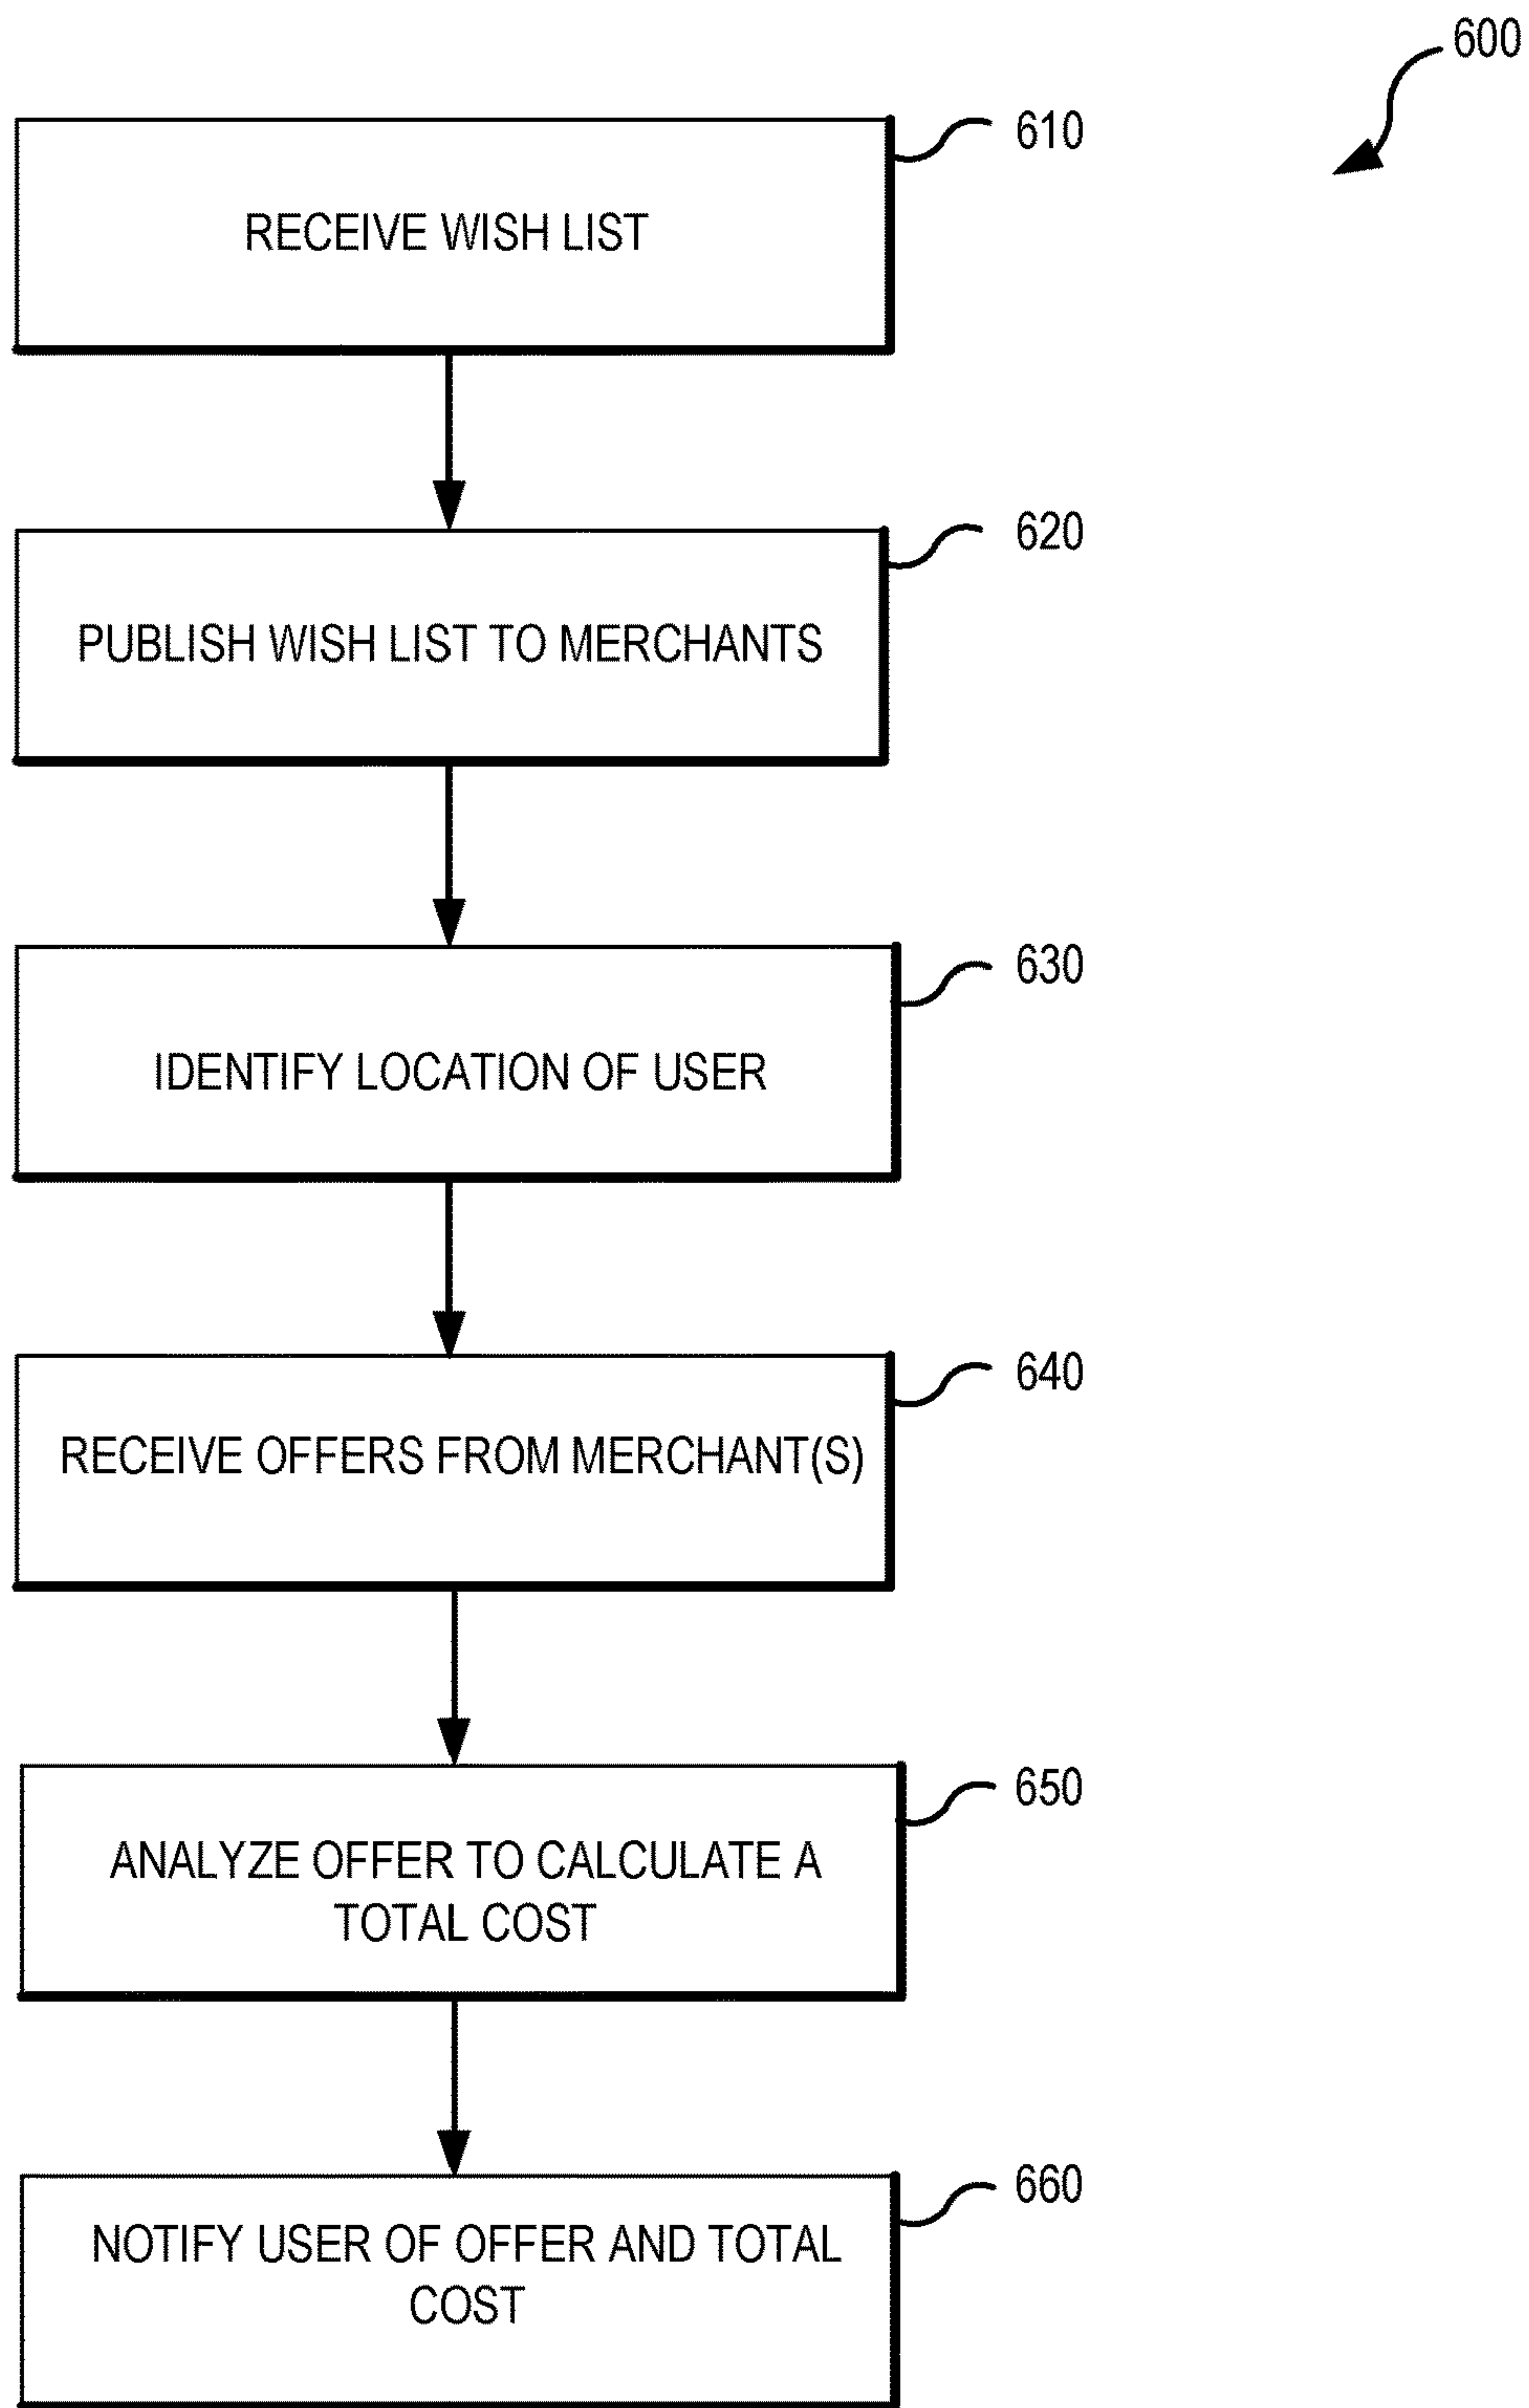 600
610
RECEIVE WISH LIST
620
PUBLISH WISH LIST TO MERCHANTS
630
IDENTIFY LOCATION OF USER
640
RECEIVE OFFERS FROM MERCHANT(S)
650
ANALYZE OFFER TO CALCULATE A
TOTAL COST
660
NOTIFY USER OF OFFER AND TOTAL
COST